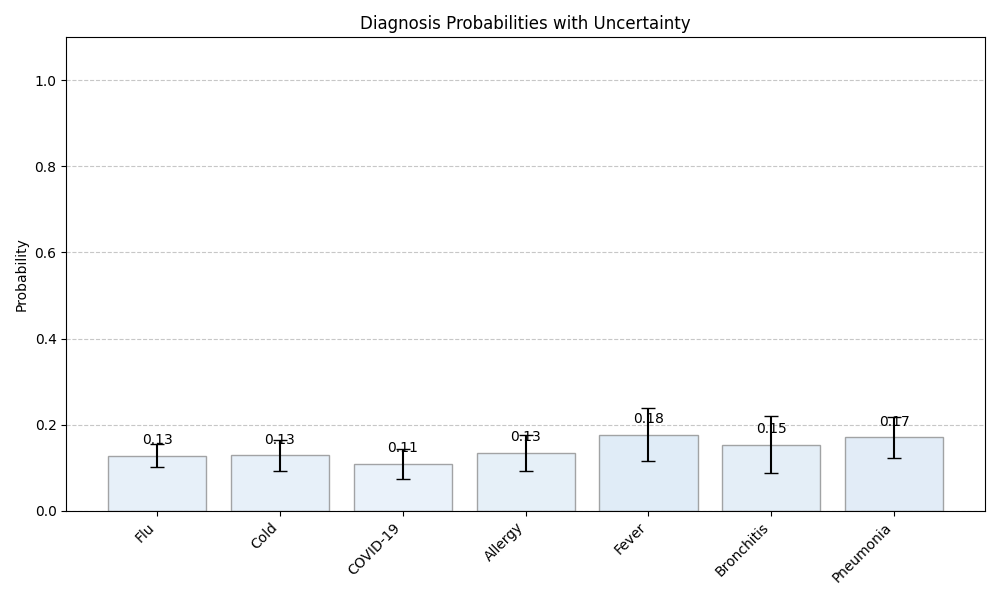 Diagnosis Probabilities with Uncertainty
Probability
1.0
0.8
0.6
0.4
0.2
0.0
0.13
0.13
0.11
0.13
0.18
0.15
0.17
Flu
Cold
COVID-19
Allergy
Fever
Bronchitis
Pneumonia